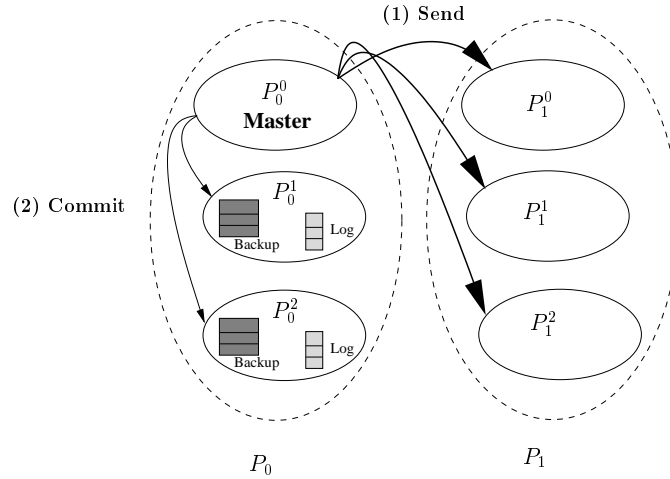 (1) Send
P_0^0
Master
P_1^0
(2) Commit
P_0^1
Backup
Log
P_1^1
P_0^2
Backup
Log
P_1^2
P_0
P_1